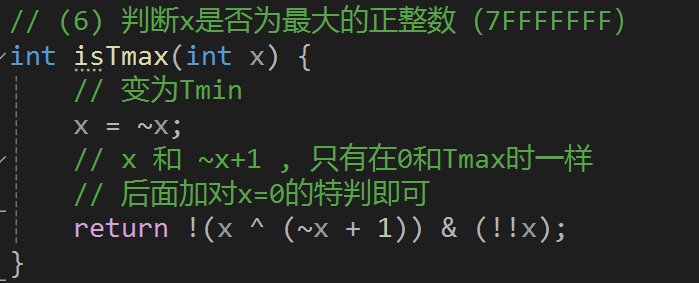 // (6) 判断x是否为最大的正整数（7FFFFFFF）
int isTmax(int x) {
// 变为Tmin
x = ~x;
// x 和 ~x+1 , 只有在0和Tmax时一样
// 后面加对x=0的特判即可
return !(x ^ (~x + 1)) & (!!x);
}